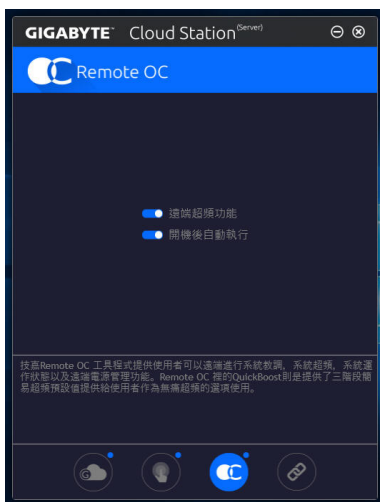 GIGABYTE™ Cloud Station(Server)
Remote OC
遠端超頻功能
開機後自動執行
技嘉Remote OC 工具程式提供使用者可以遠端進行系統教調，系統超頻，系統運
作狀態以及遠端電源管理功能。Remote OC 裡的QuickBoost則是提供了三階段簡
易超頻預設值提供給使用者作為無痛超頻的選項使用。
G